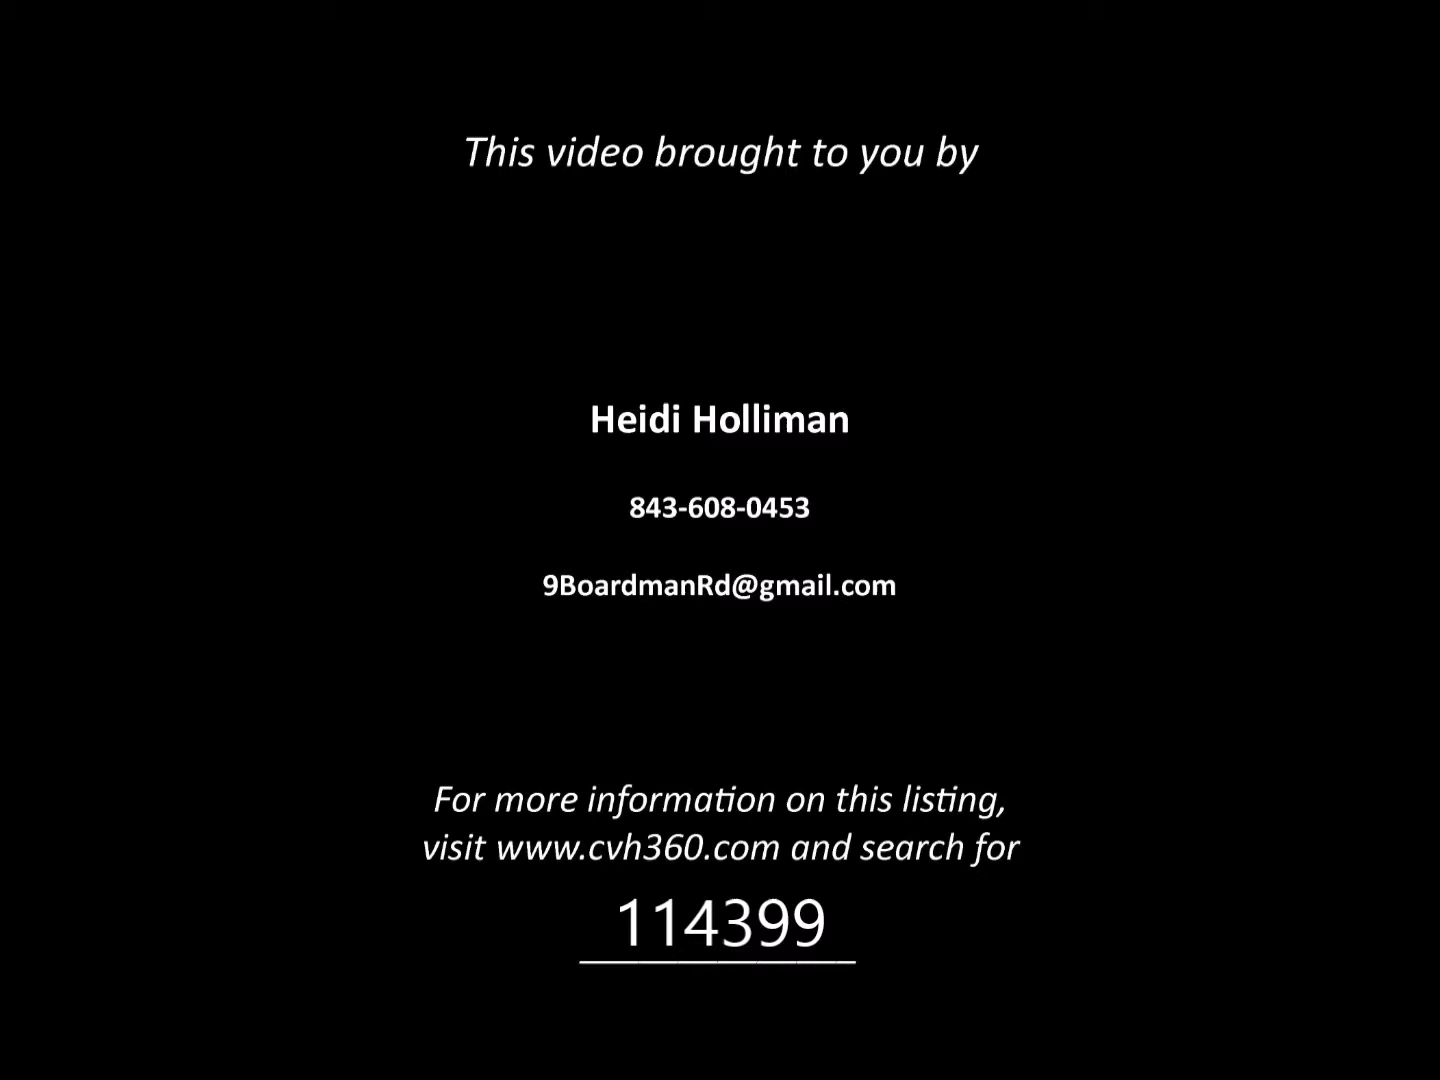 This video brought to you by
Heidi Holliman
843-608-0453
9BoardmanRd@gmail.com
For more information on this listing,
visit www.cvh360.com and search for
114399